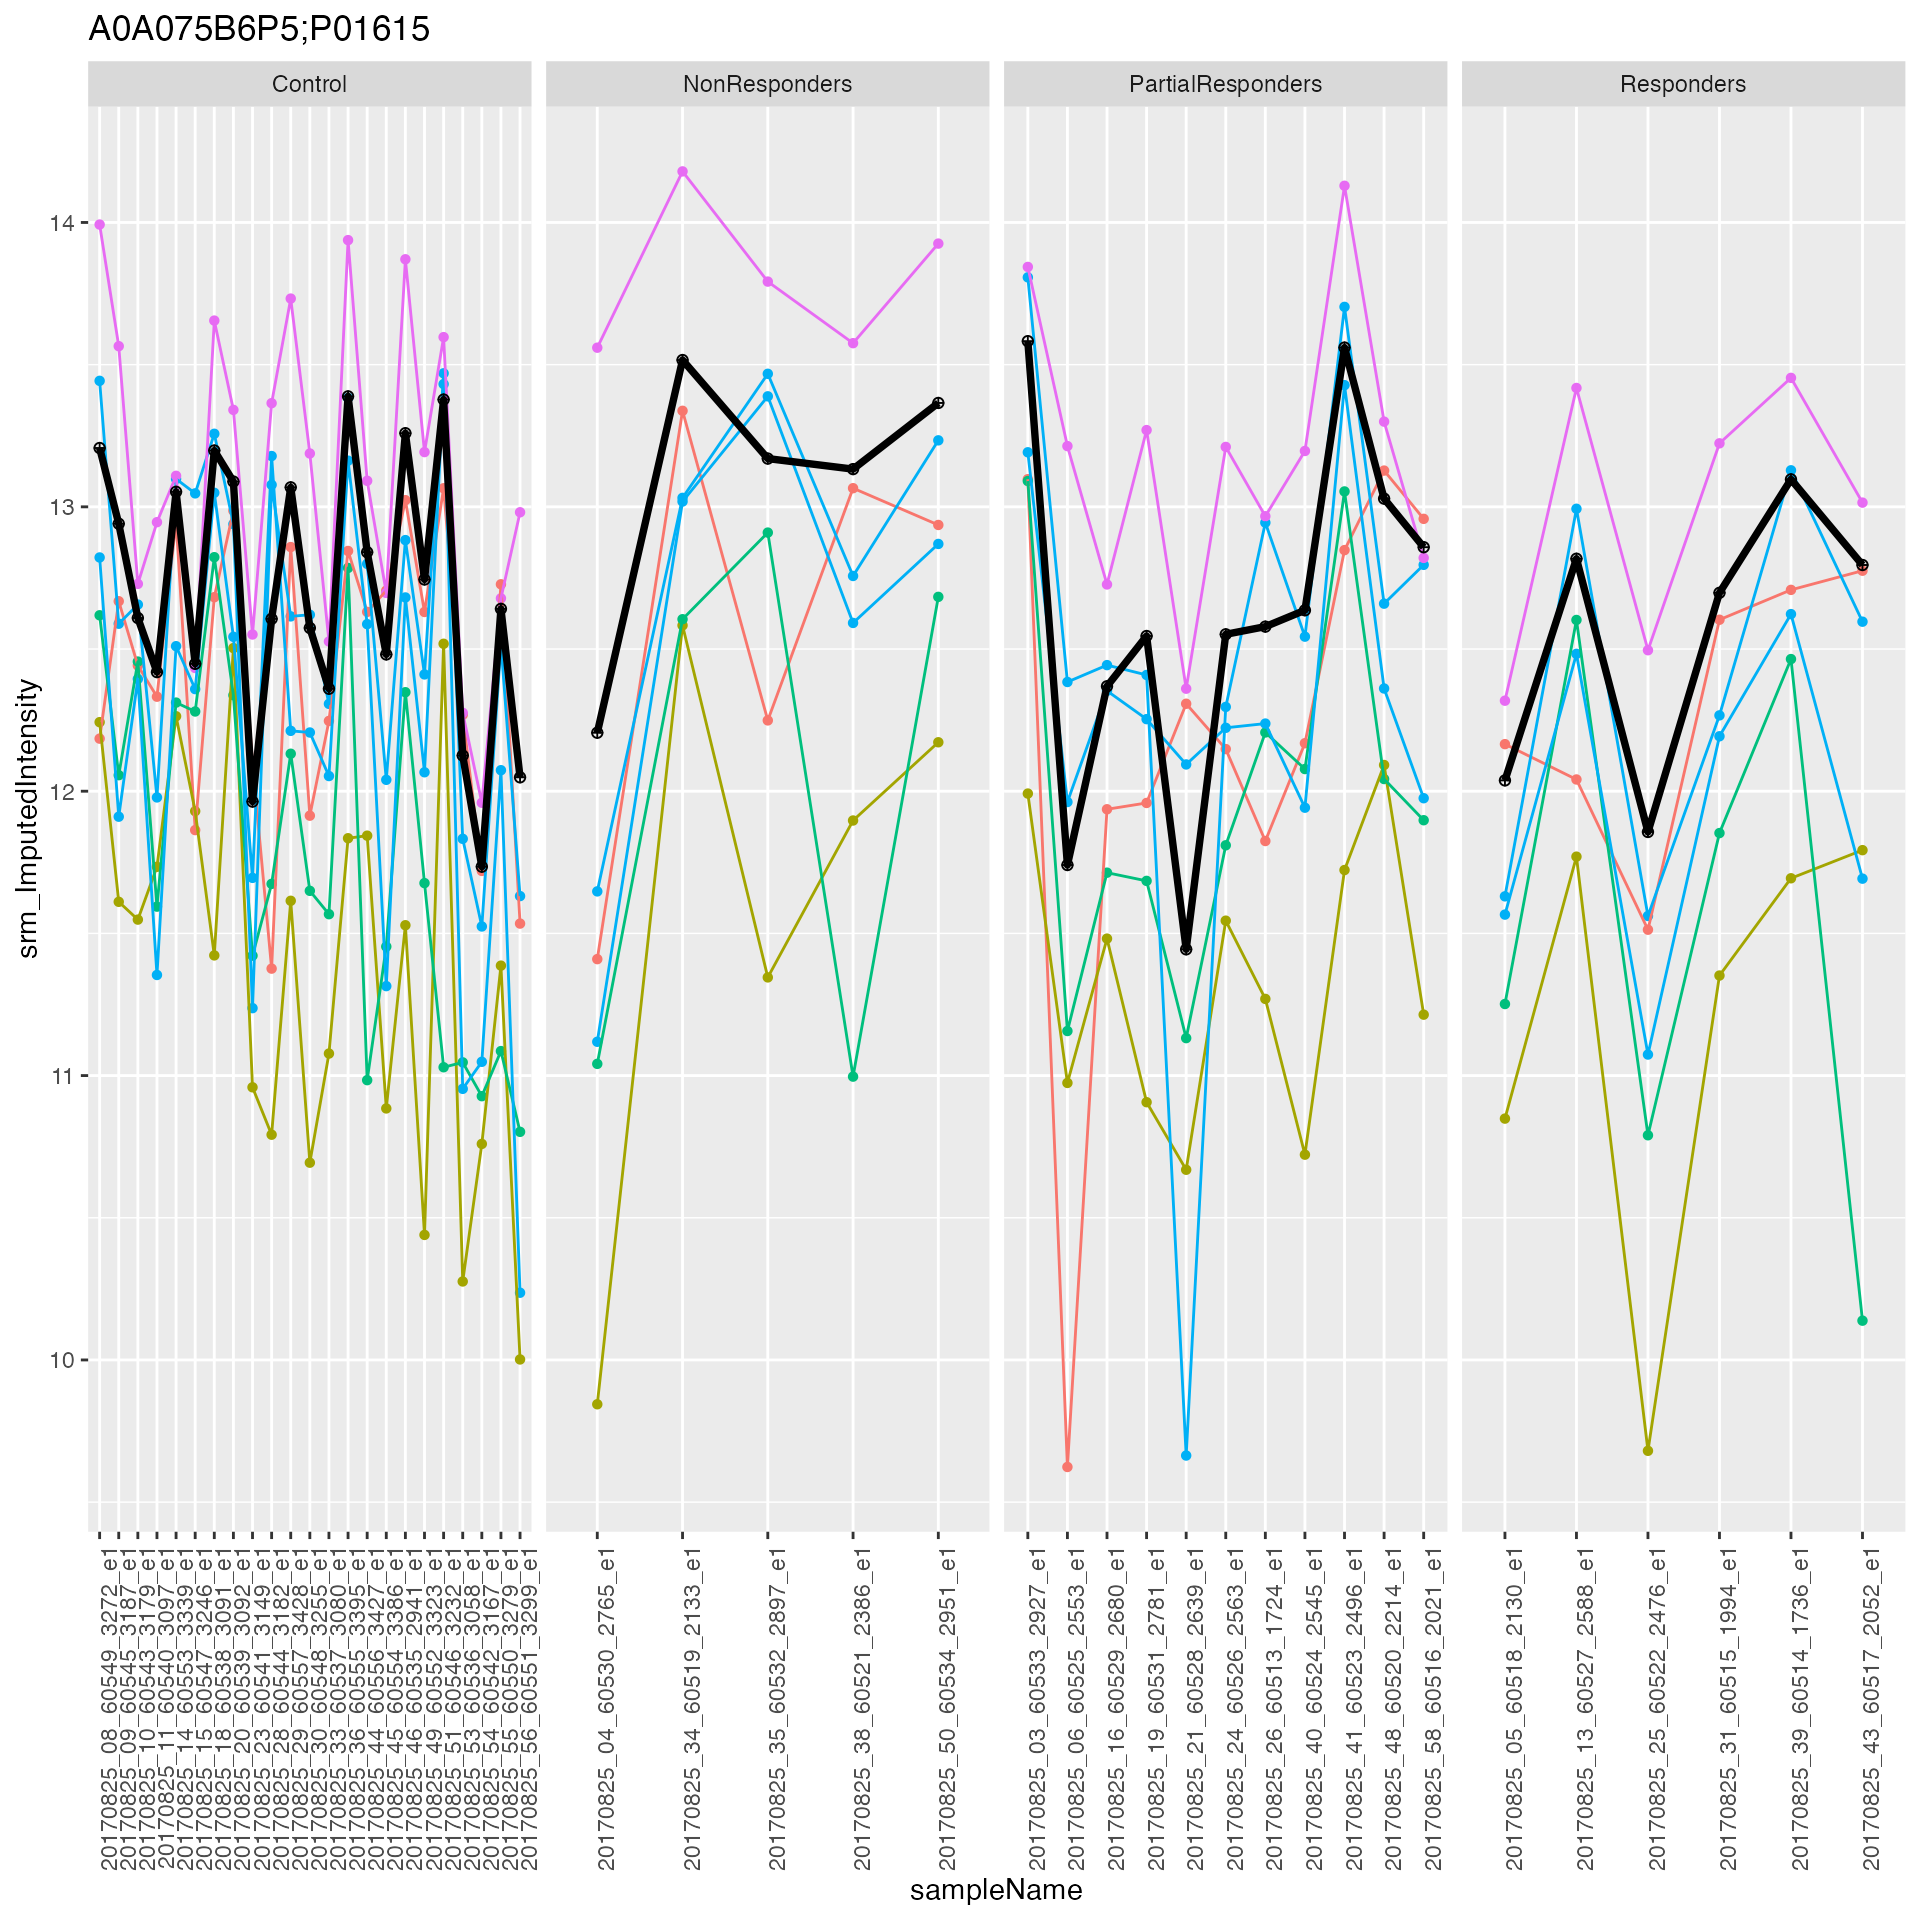 A0A075B6P5;P01615
Control
NonResponders
PartialResponders
Responders
srm_ImputedIntensity
14
13
12
11
10
20170825_08_60549_3272_e1
20170825_09_60545_3187_e1
20170825_10_60543_3179_e1
20170825_11_60540_3097_e1
20170825_14_60553_3339_e1
20170825_15_60547_3246_e1
20170825_18_60538_3091_e1
20170825_20_60539_3092_e1
20170825_23_60541_3149_e1
20170825_28_60544_3182_e1
20170825_29_60557_3428_e1
20170825_30_60548_3255_e1
20170825_33_60537_3080_e1
20170825_36_60555_3395_e1
20170825_44_60556_3427_e1
20170825_45_60554_3386_e1
20170825_46_60535_2941_e1
20170825_49_60552_3323_e1
20170825_51_60546_3232_e1
20170825_53_60536_3058_e1
20170825_54_60542_3167_e1
20170825_55_60550_3279_e1
20170825_56_60551_3299_e1
20170825_04_60530_2765_e1
20170825_34_60519_2133_e1
20170825_35_60532_2897_e1
20170825_38_60521_2386_e1
20170825_50_60534_2951_e1
20170825_03_60533_2927_e1
20170825_06_60525_2553_e1
20170825_16_60529_2680_e1
20170825_19_60531_2781_e1
20170825_21_60528_2639_e1
20170825_24_60526_2563_e1
20170825_26_60513_1724_e1
20170825_40_60524_2545_e1
20170825_41_60523_2496_e1
20170825_48_60520_2214_e1
20170825_58_60516_2021_e1
20170825_05_60518_2130_e1
20170825_13_60527_2588_e1
20170825_25_60522_2476_e1
20170825_31_60515_1994_e1
20170825_39_60514_1736_e1
20170825_43_60517_2052_e1
sampleName